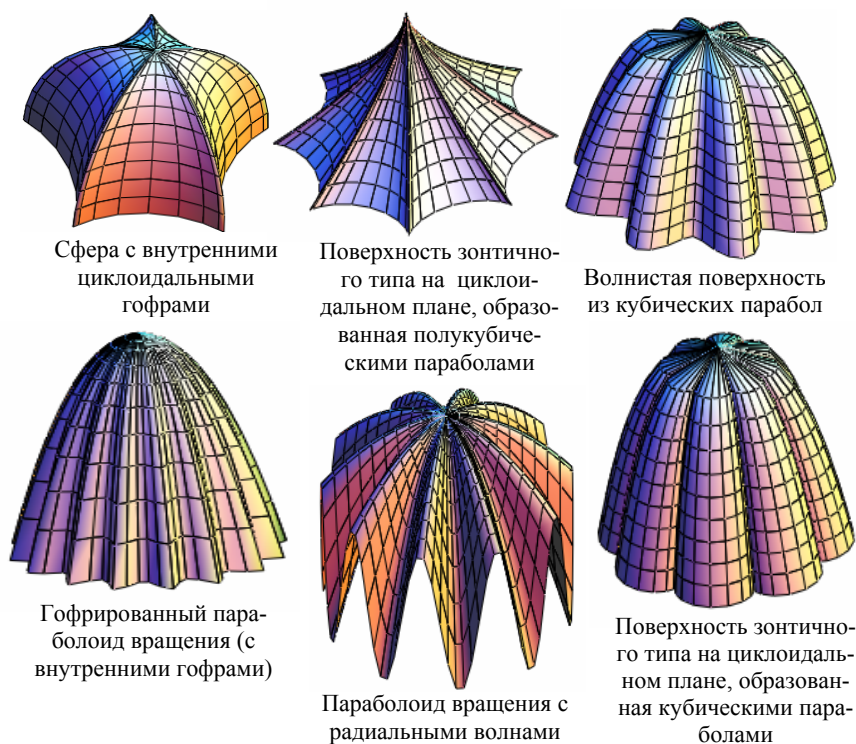 Сфера с внутренними
циклоидальными
гофрами
Поверхность зонтично-
го типа на циклои-
дальном плане, образо-
ванная полукубиче-
скими параболами
Волнистая поверхность
из кубических парабол
Гофрированный пара-
болоид вращения (с
внутренними гофрами)
Параболоид вращения с
радиальными волнами
Поверхность зонтично-
го типа на циклоидаль-
ном плане, образован-
ная кубическими пара-
болами